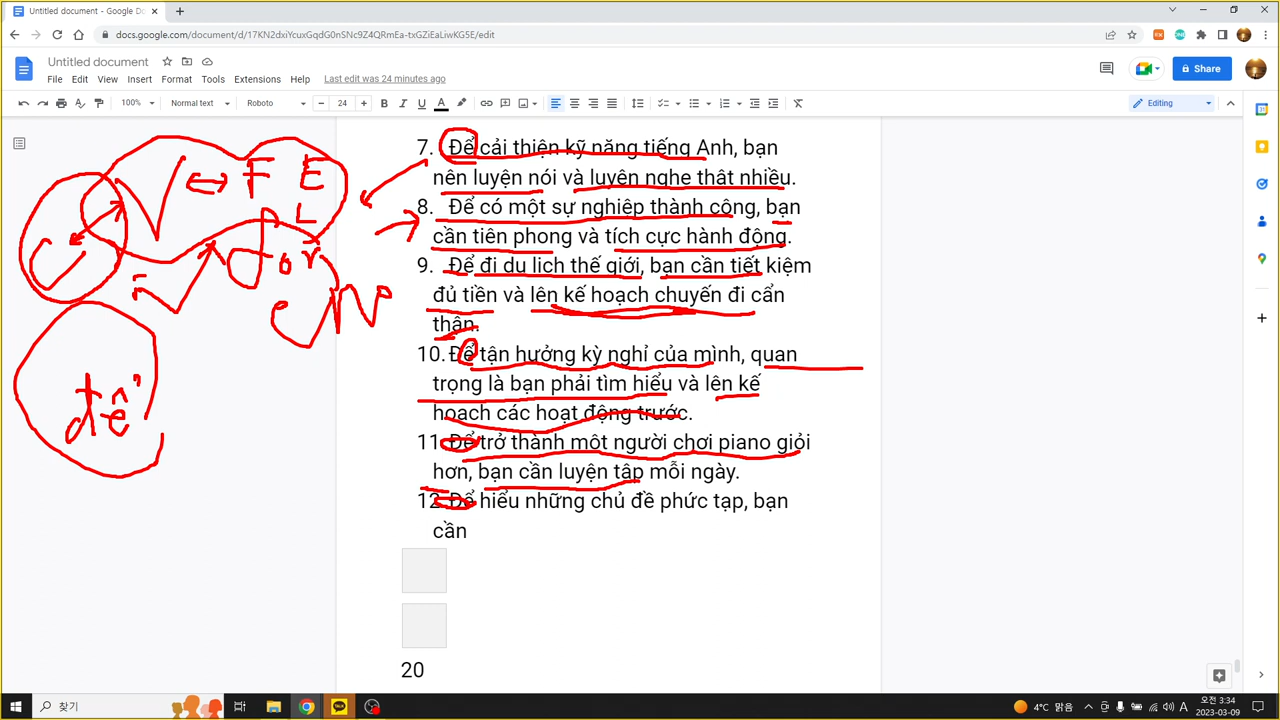 Untitled document
docs.google.com/document/d/17KN2dxiYcuxGqdG0nSNc9Z4QRmEa-txGZiEaLiwKG5E/edit
Untitled document
File Edit View Insert Format Tools Extensions Help Last edit was 24 minutes ago
Share
100% Normal text Roboto 24 Editing
7. Để cải thiện kỹ năng tiếng Anh, bạn
nên luyện nói và luyện nghe thật nhiều.
8. Để có một sự nghiệp thành công, bạn
cần tiên phong và tích cực hành động.
9. Để đi du lịch thế giới, bạn cần tiết kiệm
đủ tiền và lên kế hoạch chuyến đi cẩn
thận.
10. Để tận hưởng kỳ nghỉ của mình, quan
trọng là bạn phải tìm hiểu và lên kế
hoạch các hoạt động trước.
11. Để trở thành một người chơi piano giỏi
hơn, bạn cần luyện tập mỗi ngày.
12. Để hiểu những chủ đề phức tạp, bạn
cần
20
F E
L
để
찾기
TALK
4°C 맑음
A
오전 3:34
2023-03-09